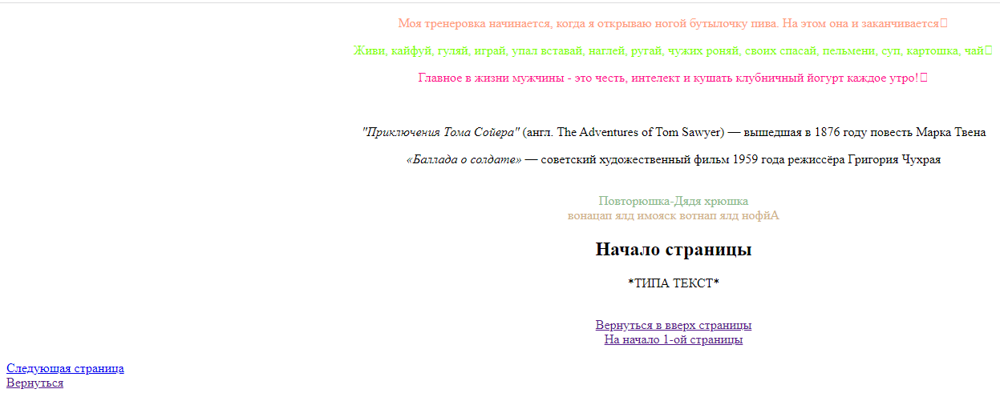 Моя тренеровка начинается, когда я открываю ногой бутылочку пива. На этом она и заканчивается
Живи, кайфуй, гуляй, играй, упал вставай, наглей, ругай, чужих роняй, своих спасай, пельмени, суп, картошка, чай
Главное в жизни мужчины - это честь, интелект и кушать клубничный йогурт каждое утро!
"Приключения Тома Сойера" (англ. The Adventures of Tom Sawyer) — вышедшая в 1876 году повесть Марка Твена
«Баллада о солдате» — советский художественный фильм 1959 года режиссёра Григория Чухрая
Повторюшка-Дядя хрюшка
вонацап ялд имояск вотнап ялд нофйА
Начало страницы
*ТИПА ТЕКСТ*
Вернуться в вверх страницы
На начало 1-ой страницы
Следующая страница
Вернуться